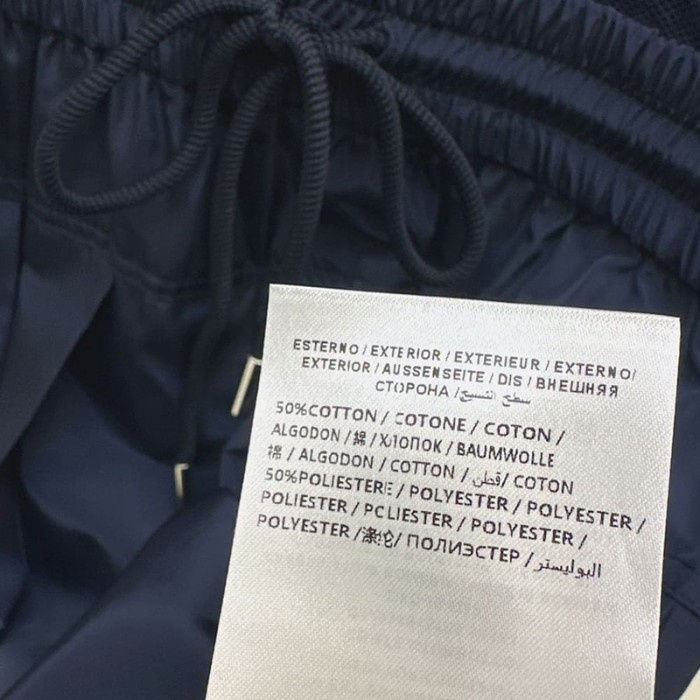 ESTERNO / EXTERIOR / EXTERIEUR / EXTERNO/
EXTERIOR / AUSSENSEITE / DIS / ВНЕШНЯЯ
СТОРОНА / سطح النسيج
50%COTTON / COTONE / COTON /
ALGODON / 綿 / ХЛОПОК / BAUMWOLLE
棉 / ALGODON / COTTON / قطن / COTON
50%POLIESTERE / POLYESTER / POLYESTER /
POLIESTER / POLIESTER / POLYESTER /
POLYESTER /涤纶/ ПОЛИЭСТЕР / البوليستر